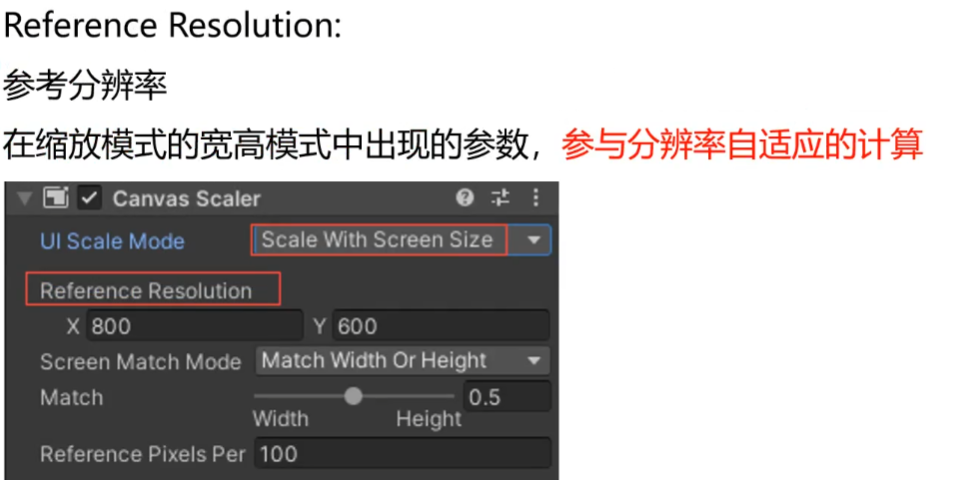 Reference Resolution:
参考分辨率
在缩放模式的宽高模式中出现的参数，参与分辨率自适应的计算
Canvas Scaler
UI Scale Mode Scale With Screen Size
Reference Resolution
X 800 Y 600
Screen Match Mode Match Width Or Height
Match 0.5
Width Height
Reference Pixels Per 100